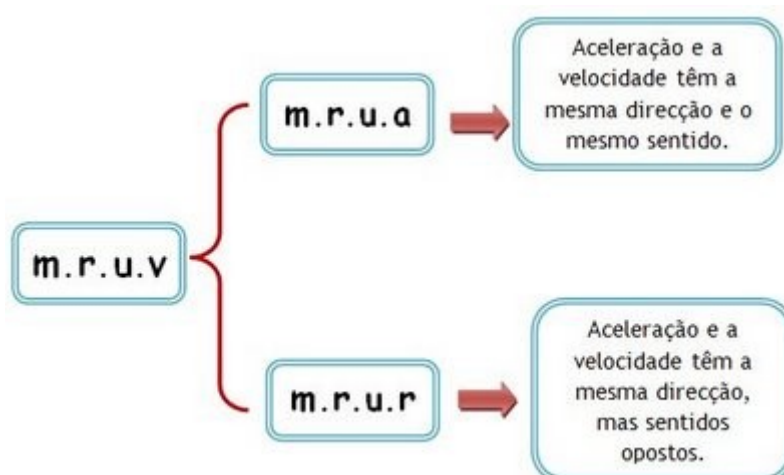 m.r.u.v
m.r.u.a
Aceleração e a
velocidade têm a
mesma direcção e o
mesmo sentido.
m.r.u.r
Aceleração e a
velocidade têm a
mesma direcção,
mas sentidos
opostos.